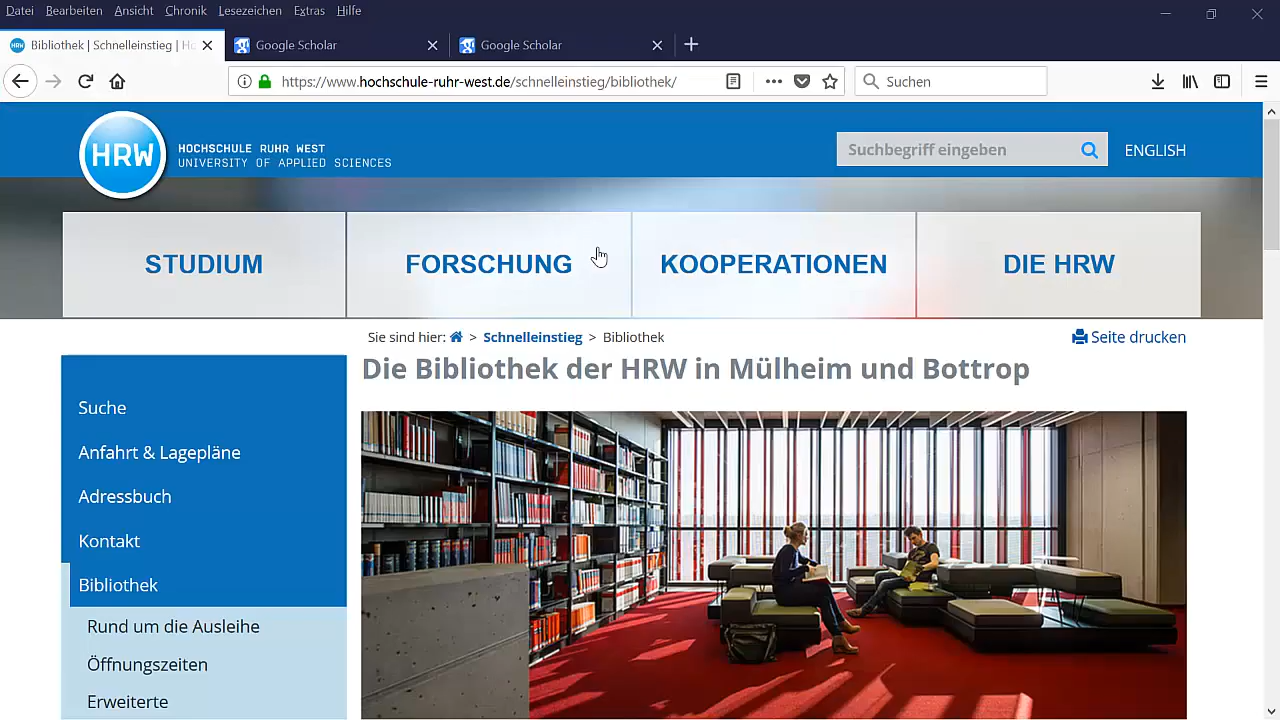 Datei Bearbeiten Ansicht Chronik Lesezeichen Extras Hilfe
Bibliothek | Schnelleinstieg | Ho
Google Scholar
Google Scholar
https://www.hochschule-ruhr-west.de/schnelleinstieg/bibliothek/
Suchen
HRW
HOCHSCHULE RUHR WEST
UNIVERSITY OF APPLIED SCIENCES
Suchbegriff eingeben
ENGLISH
STUDIUM
FORSCHUNG
KOOPERATIONEN
DIE HRW
Sie sind hier: > Schnelleinstieg > Bibliothek
Seite drucken
Die Bibliothek der HRW in Mülheim und Bottrop
Suche
Anfahrt & Lagepläne
Adressbuch
Kontakt
Bibliothek
Rund um die Ausleihe
Öffnungszeiten
Erweiterte